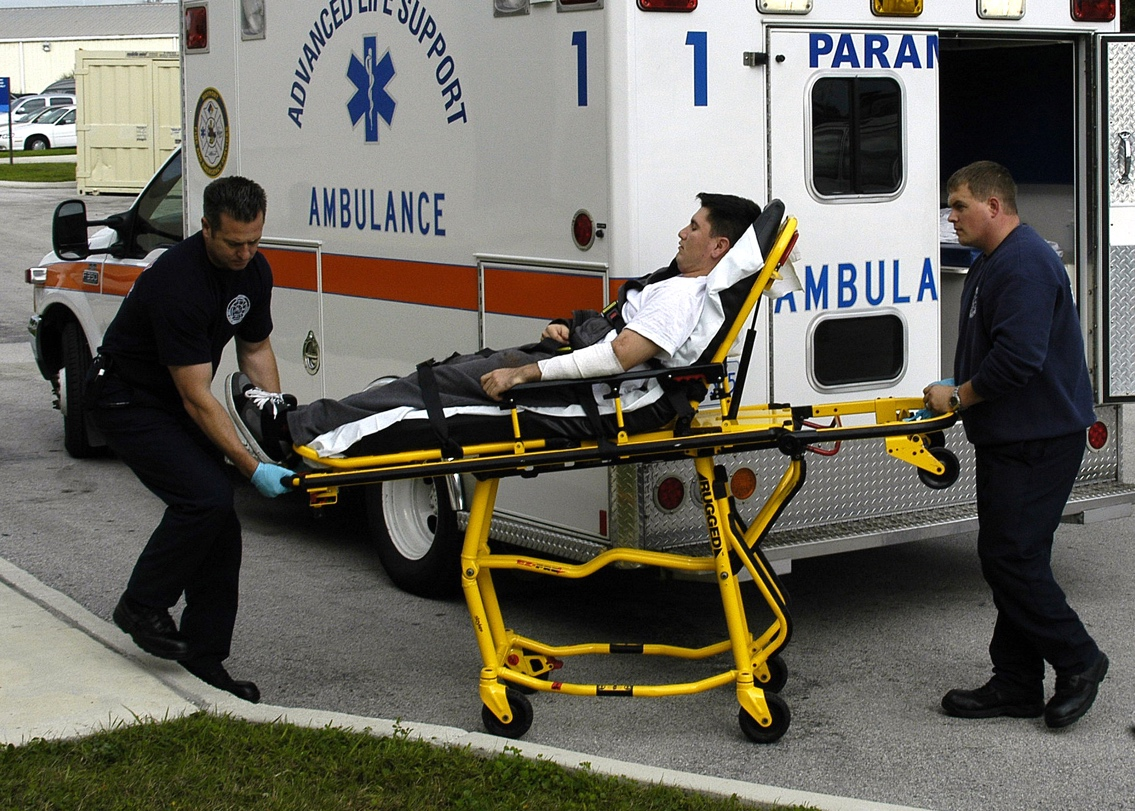 ADVANCED LIFE SUPPORT
AMBULANCE
1
1
PARAM
AMBULA
RUGGED